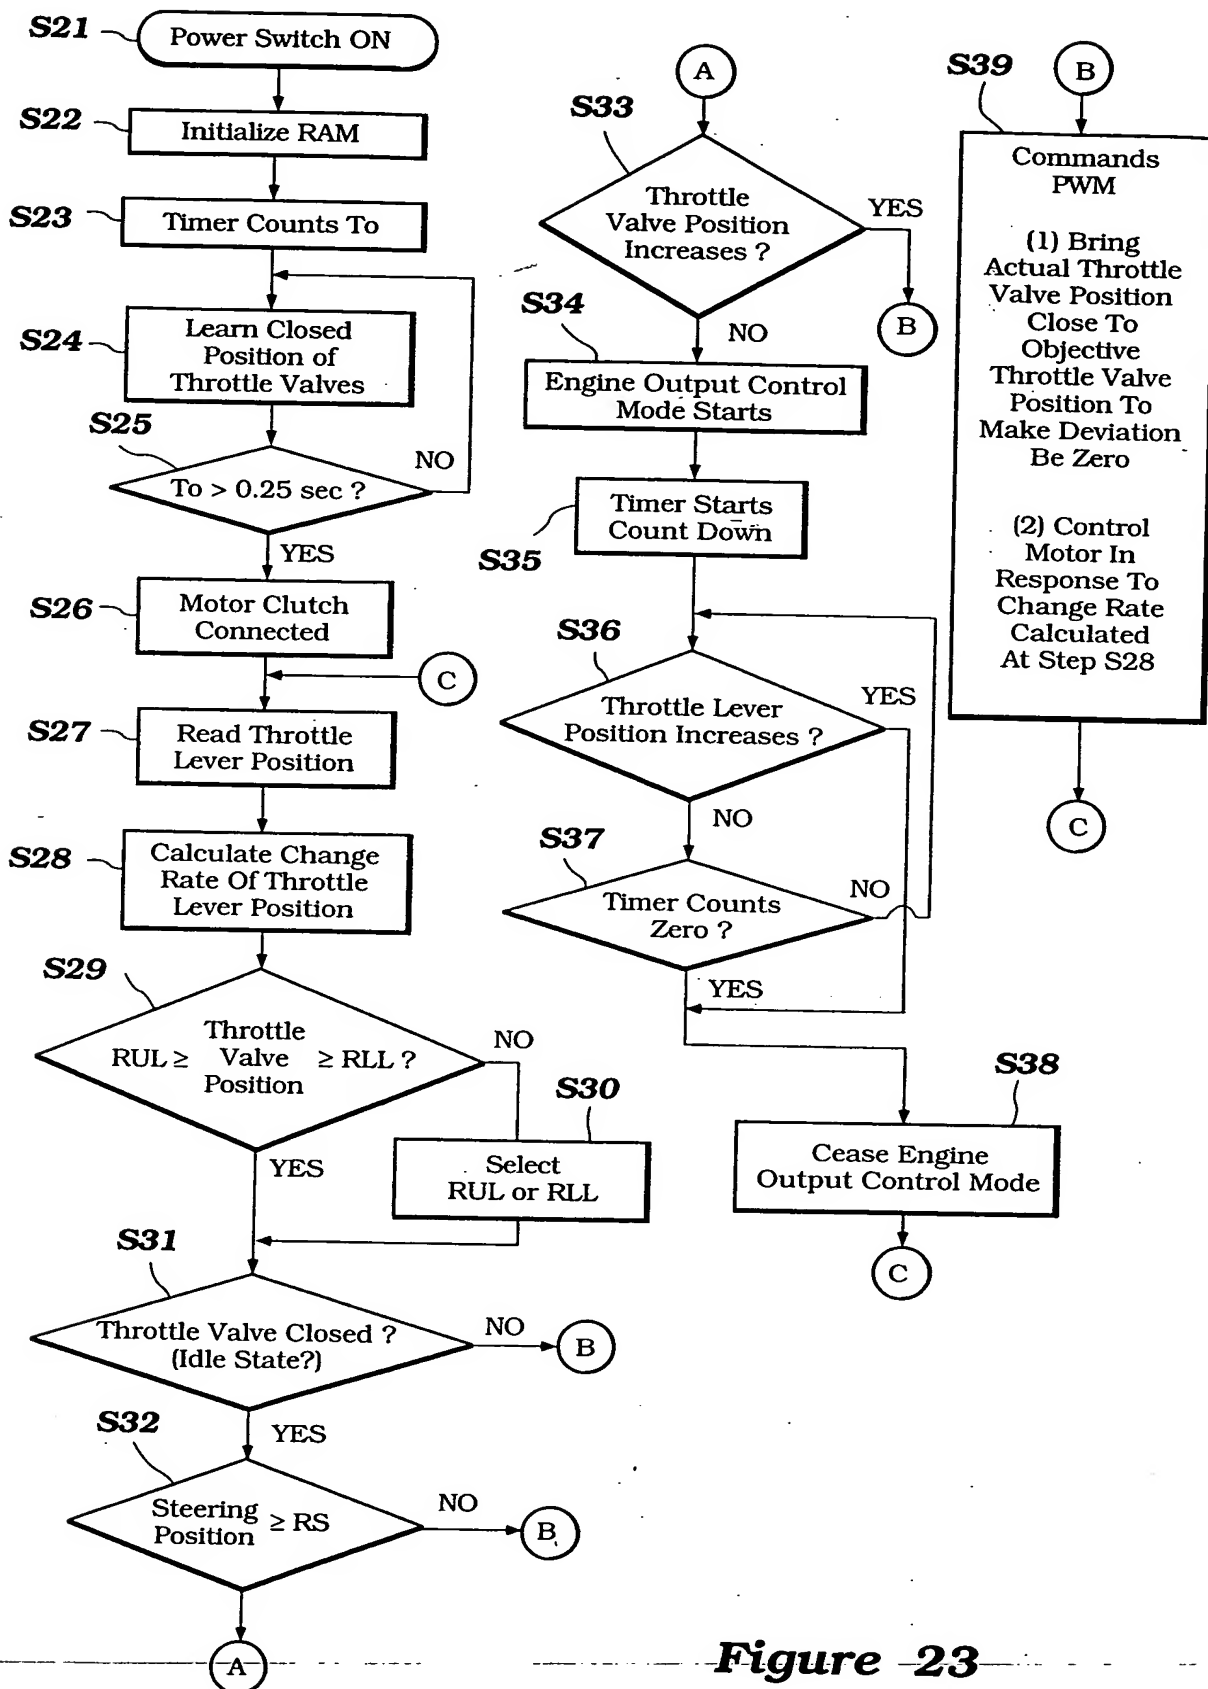 S21
Power Switch ON
S22
Initialize RAM
S23
Timer Counts To
S24
Learn Closed
Position of
Throttle Valves
S25
To > 0.25 sec ?
NO
YES
S26
Motor Clutch
Connected
C
S27
Read Throttle
Lever Position
S28
Calculate Change
Rate Of Throttle
Lever Position
S29
Throttle
RUL ≥ Valve ≥ RLL ?
Position
NO
YES
S30
Select
RUL or RLL
S31
Throttle Valve Closed ?
(Idle State?)
NO
B
YES
S32
Steering
Position ≥ RS
NO
B
A
A
S33
Throttle
Valve Position
Increases ?
YES
B
NO
S34
Engine Output Control
Mode Starts
S35
Timer Starts
Count Down
S36
Throttle Lever
Position Increases ?
YES
NO
S37
Timer Counts
Zero ?
NO
YES
S38
Cease Engine
Output Control Mode
C
B
S39
Commands
PWM
(1) Bring
Actual Throttle
Valve Position
Close To
Objective
Throttle Valve
Position To
Make Deviation
Be Zero
(2) Control
Motor In
Response To
Change Rate
Calculated
At Step S28
C
Figure 23